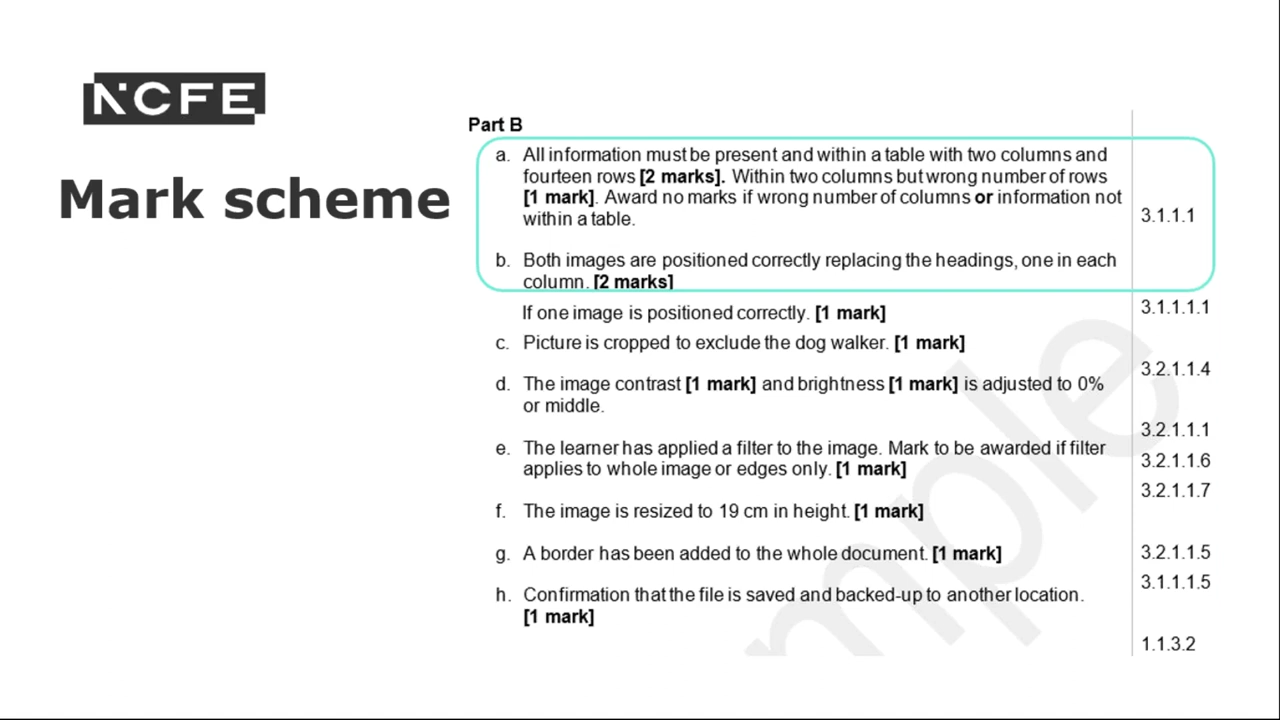 NCFE
Mark scheme
Part B
a. All information must be present and within a table with two columns and
fourteen rows [2 marks]. Within two columns but wrong number of rows
[1 mark]. Award no marks if wrong number of columns or information not
within a table.
3.1.1.1
b. Both images are positioned correctly replacing the headings, one in each
column. [2 marks]
If one image is positioned correctly. [1 mark]
3.1.1.1.1
c. Picture is cropped to exclude the dog walker. [1 mark]
3.2.1.1.4
d. The image contrast [1 mark] and brightness [1 mark] is adjusted to 0%
or middle.
3.2.1.1.1
e. The learner has applied a filter to the image. Mark to be awarded if filter
applies to whole image or edges only. [1 mark]
3.2.1.1.6
3.2.1.1.7
f. The image is resized to 19 cm in height. [1 mark]
g. A border has been added to the whole document. [1 mark]
3.2.1.1.5
3.1.1.1.5
h. Confirmation that the file is saved and backed-up to another location.
[1 mark]
1.1.3.2
mple